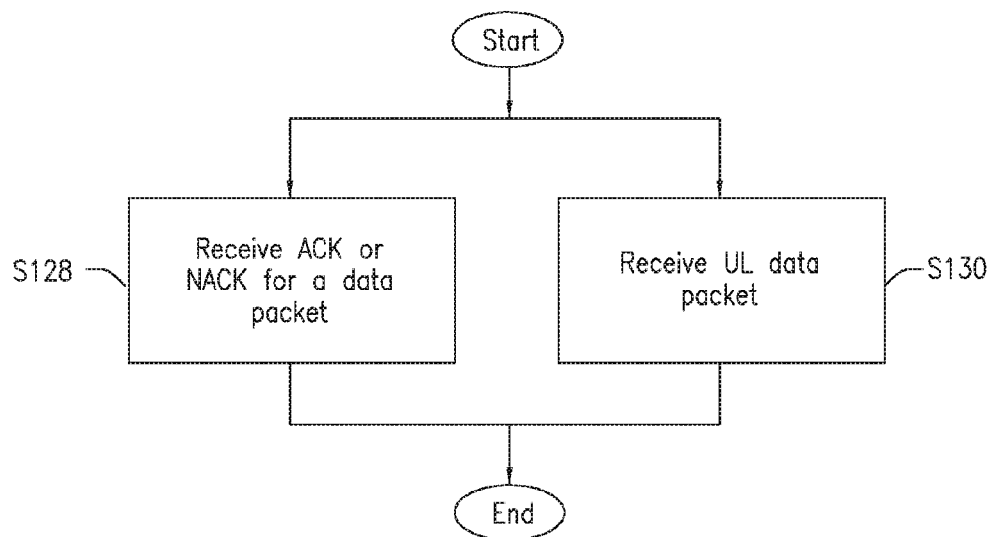 Start
S128
Receive ACK or
NACK for a data
packet
Receive UL data
packet
S130
End